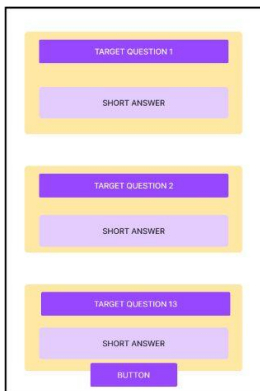 TARGET QUESTION 1
SHORT ANSWER
TARGET QUESTION 2
SHORT ANSWER
TARGET QUESTION 13
SHORT ANSWER
BUTTON